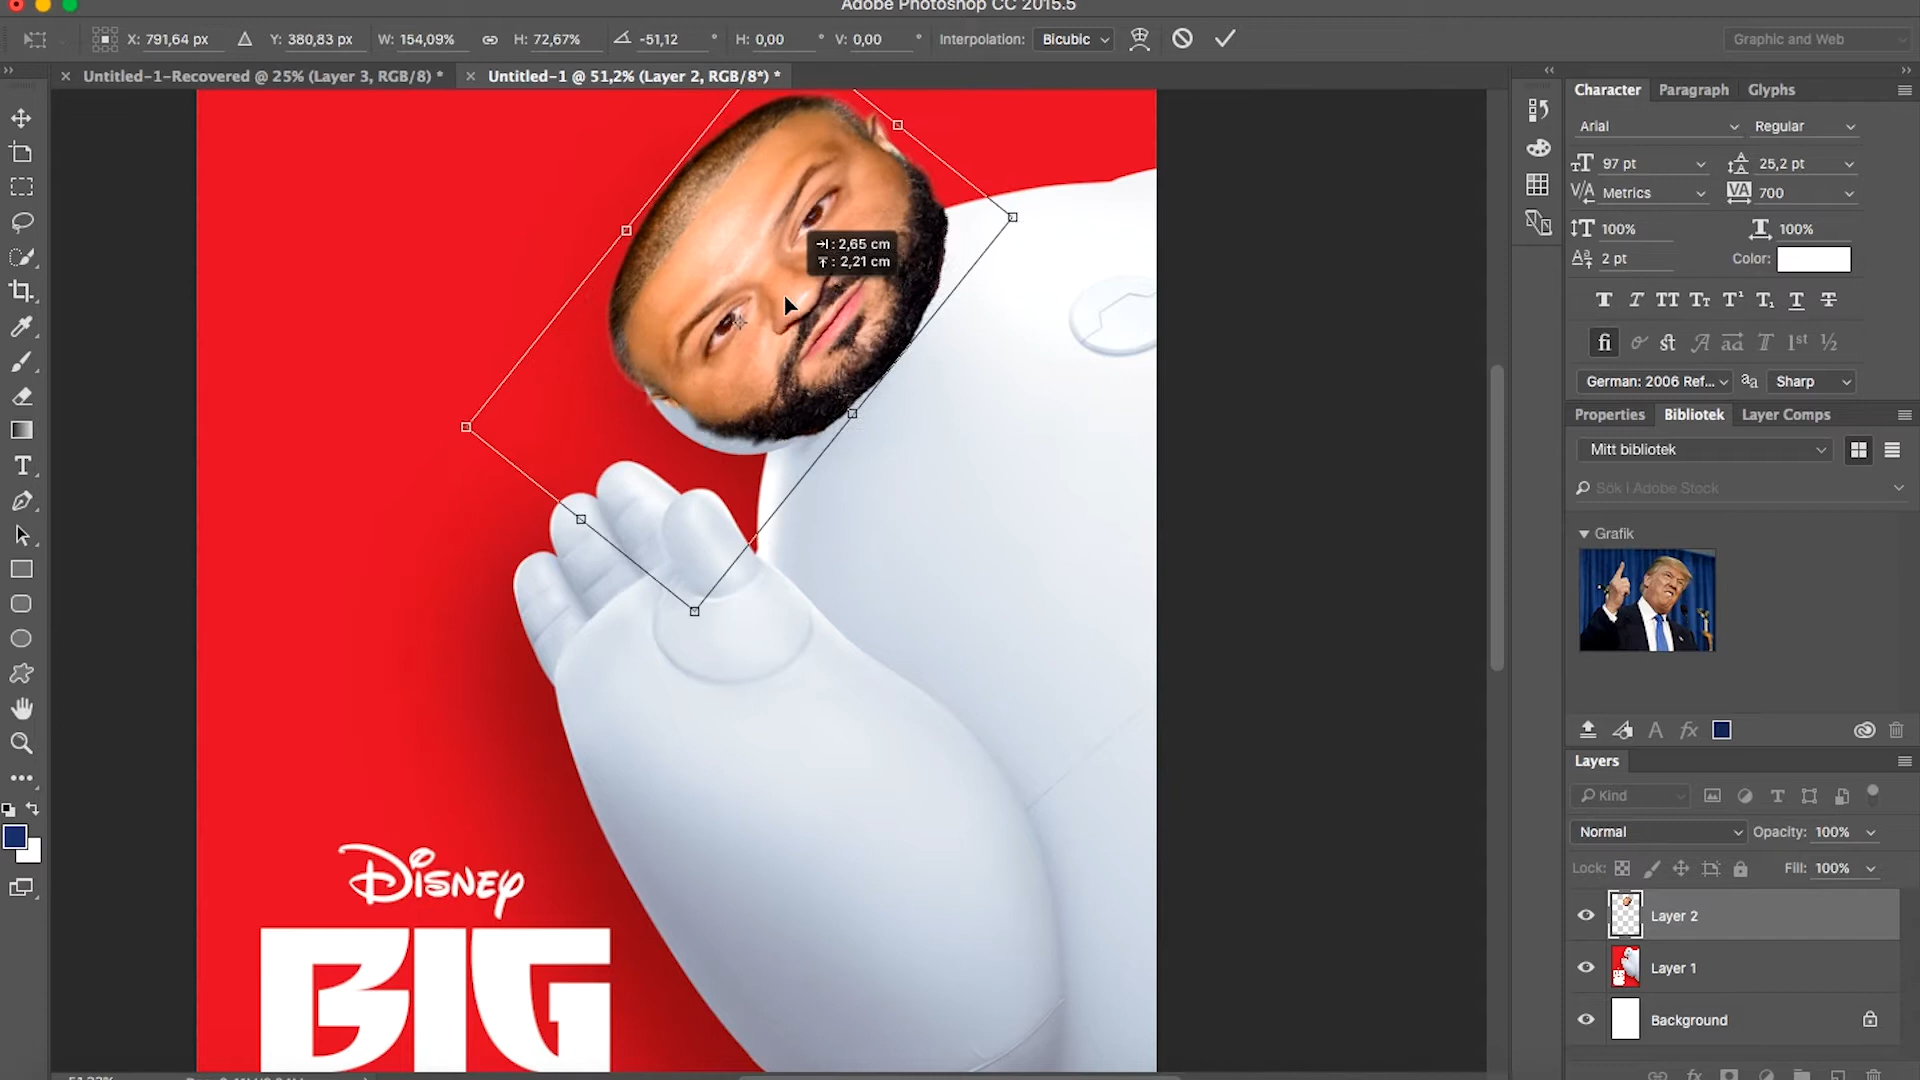 Adobe Photoshop CC 2015.5
X: 791,64 px Y: 380,83 px W: 154,09% H: 72,67% -51,12 ° H: 0,00 ° V: 0,00 ° Interpolation: Bicubic Graphic and Web
Untitled-1-Recovered @ 25% (Layer 3, RGB/8) * Untitled-1 @ 51,2% (Layer 2, RGB/8*) *
Character Paragraph Glyphs
Arial Regular
97 pt 25,2 pt
Metrics 700
100% 100%
2 pt Color:
German: 2006 Ref... Sharp
Properties Bibliotek Layer Comps
Mitt bibliotek
Sök i Adobe Stock
Grafik
→: 2,65 cm
: 2,21 cm
Layers
Kind
Normal Opacity: 100%
Lock: Fill: 100%
Layer 2
Layer 1
Background
Disney
BIG